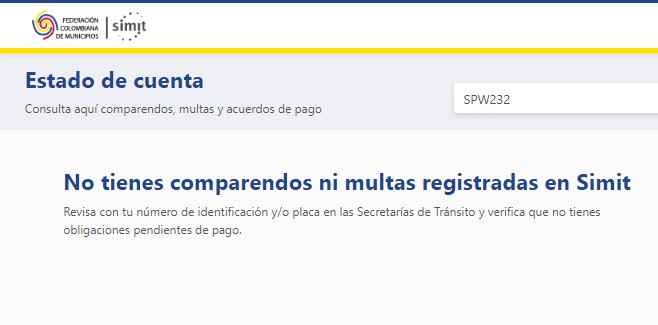 FEDERACIÓN
COLOMBIANA
DE MUNICIPIOS
simit
Estado de cuenta
Consulta aquí comparendos, multas y acuerdos de pago
SPW232
No tienes comparendos ni multas registradas en Simit
Revisa con tu número de identificación y/o placa en las Secretarías de Tránsito y verifica que no tienes
obligaciones pendientes de pago.